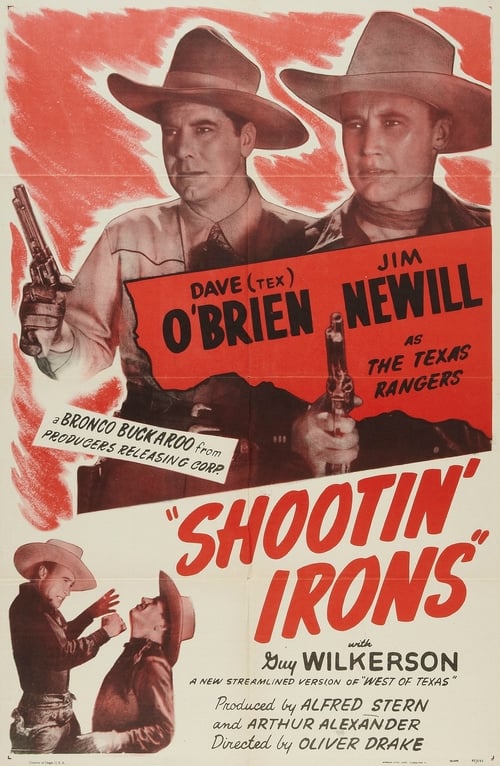 DAVE (TEX)
O'BRIEN
JIM
NEWILL
AS
THE TEXAS
RANGERS
a BRONCO BUCKAROO from
PRODUCERS RELEASING CORP.
"SHOOTIN'
IRONS"
with
Guy WILKERSON
A NEW STREAMLINED VERSION OF "WEST OF TEXAS"
Produced by ALFRED STERN
and ARTHUR ALEXANDER
Directed by OLIVER DRAKE